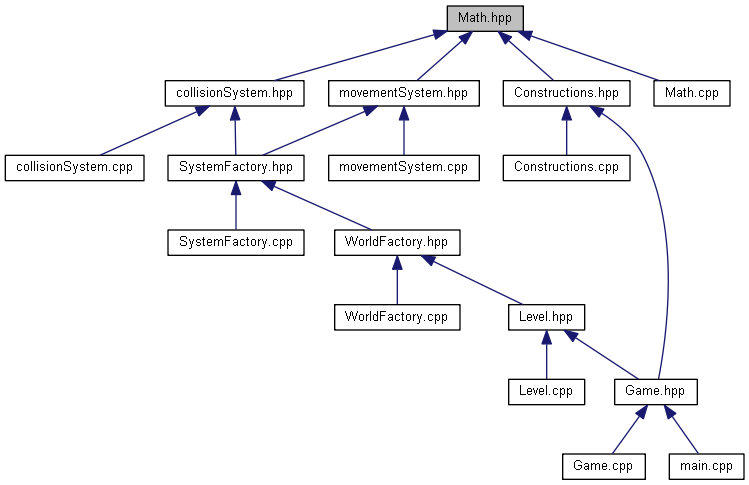 Math.hpp
collisionSystem.hpp
movementSystem.hpp
Constructions.hpp
Math.cpp
collisionSystem.cpp
SystemFactory.hpp
movementSystem.cpp
Constructions.cpp
SystemFactory.cpp
WorldFactory.hpp
WorldFactory.cpp
Level.hpp
Level.cpp
Game.hpp
Game.cpp
main.cpp